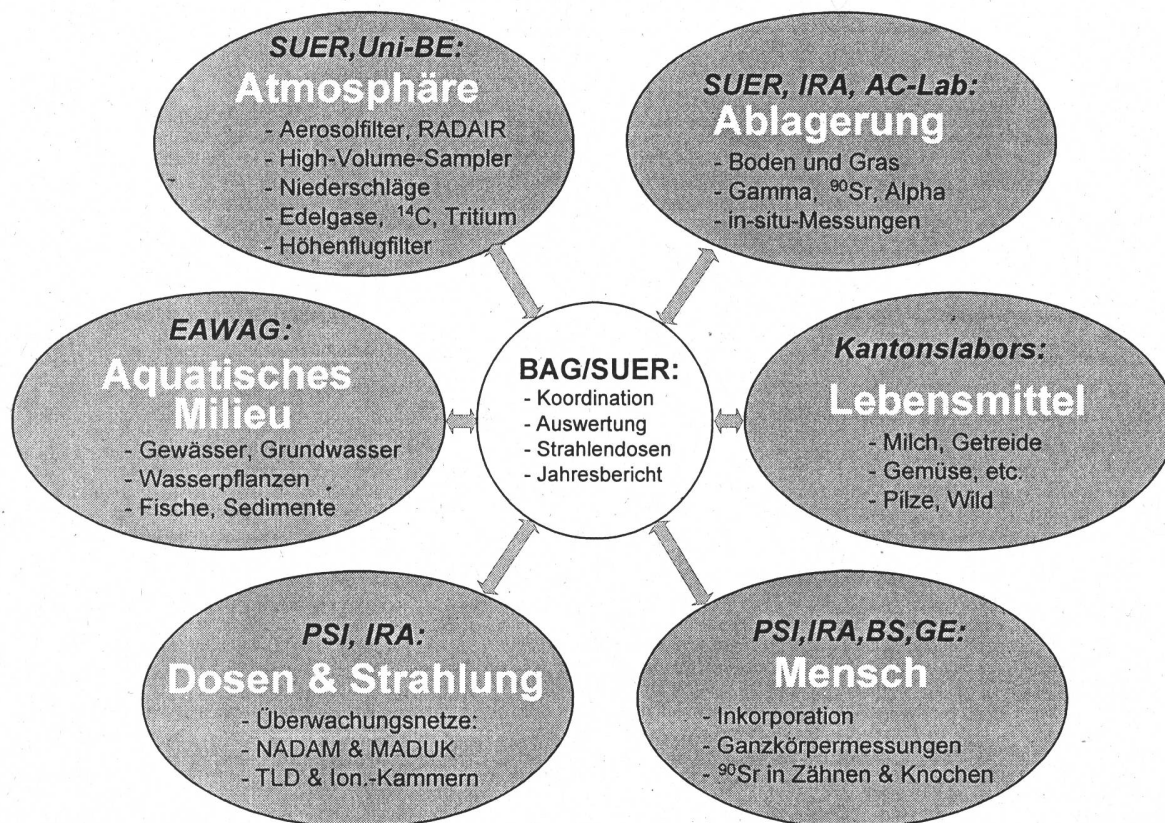 SUER,Uni-BE:
Atmosphäre
- Aerosolfilter, RADAIR
- High-Volume-Sampler
- Niederschläge
- Edelgase, ¹⁴C, Tritium
- Höhenflugfilter
SUER, IRA, AC-Lab:
Ablagerung
- Boden und Gras
- Gamma, ⁹⁰Sr, Alpha
- in-situ-Messungen
EAWAG:
Aquatisches
Milieu
- Gewässer, Grundwasser
- Wasserpflanzen
- Fische, Sedimente
BAG/SUER:
- Koordination
- Auswertung
- Strahlendosen
- Jahresbericht
Kantonslabors:
Lebensmittel
- Milch, Getreide
- Gemüse, etc.
- Pilze, Wild
PSI, IRA:
Dosen & Strahlung
- Überwachungsnetze:
- NADAM & MADUK
- TLD & Ion.-Kammern
PSI,IRA,BS,GE:
Mensch
- Inkorporation
- Ganzkörpermessungen
- ⁹⁰Sr in Zähnen & Knochen